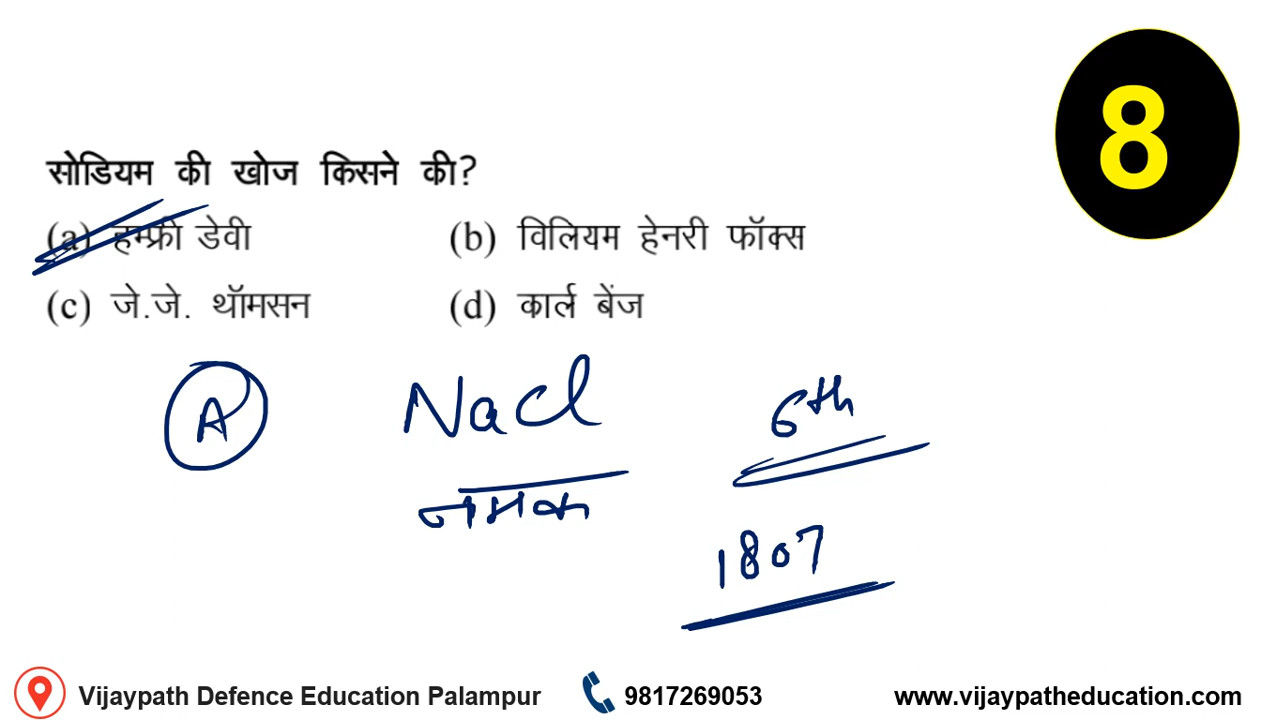 8
सोडियम की खोज किसने की?
(a) हम्फ्री डेवी (b) विलियम हेनरी फॉक्स
(c) जे.जे. थॉमसन (d) कार्ल बेंज
A NaCl 6th
नमक
1807
Vijaypath Defence Education Palampur 9817269053 www.vijaypatheducation.com